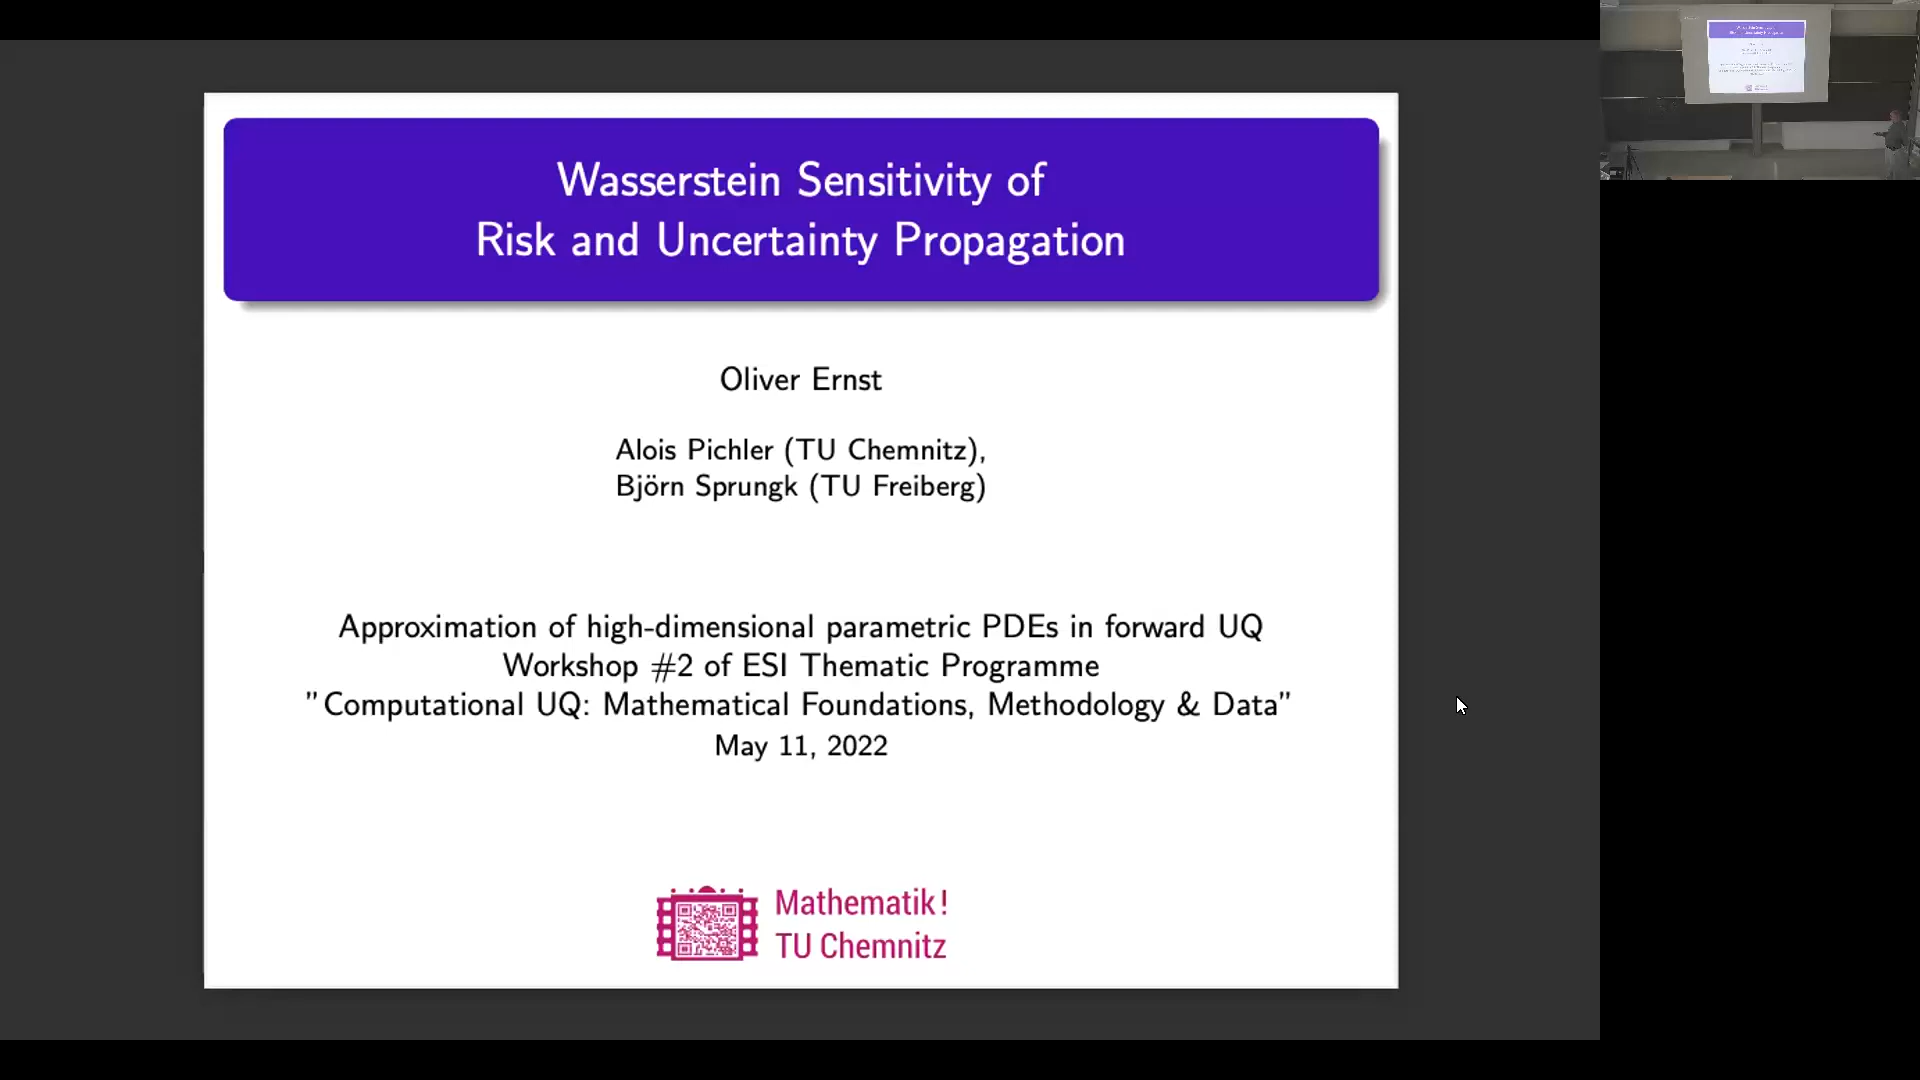 Wasserstein Sensitivity of
Risk and Uncertainty Propagation
Oliver Ernst
Alois Pichler (TU Chemnitz),
Björn Sprungk (TU Freiberg)
Approximation of high-dimensional parametric PDEs in forward UQ
Workshop #2 of ESI Thematic Programme
”Computational UQ: Mathematical Foundations, Methodology & Data”
May 11, 2022
Mathematik!
TU Chemnitz